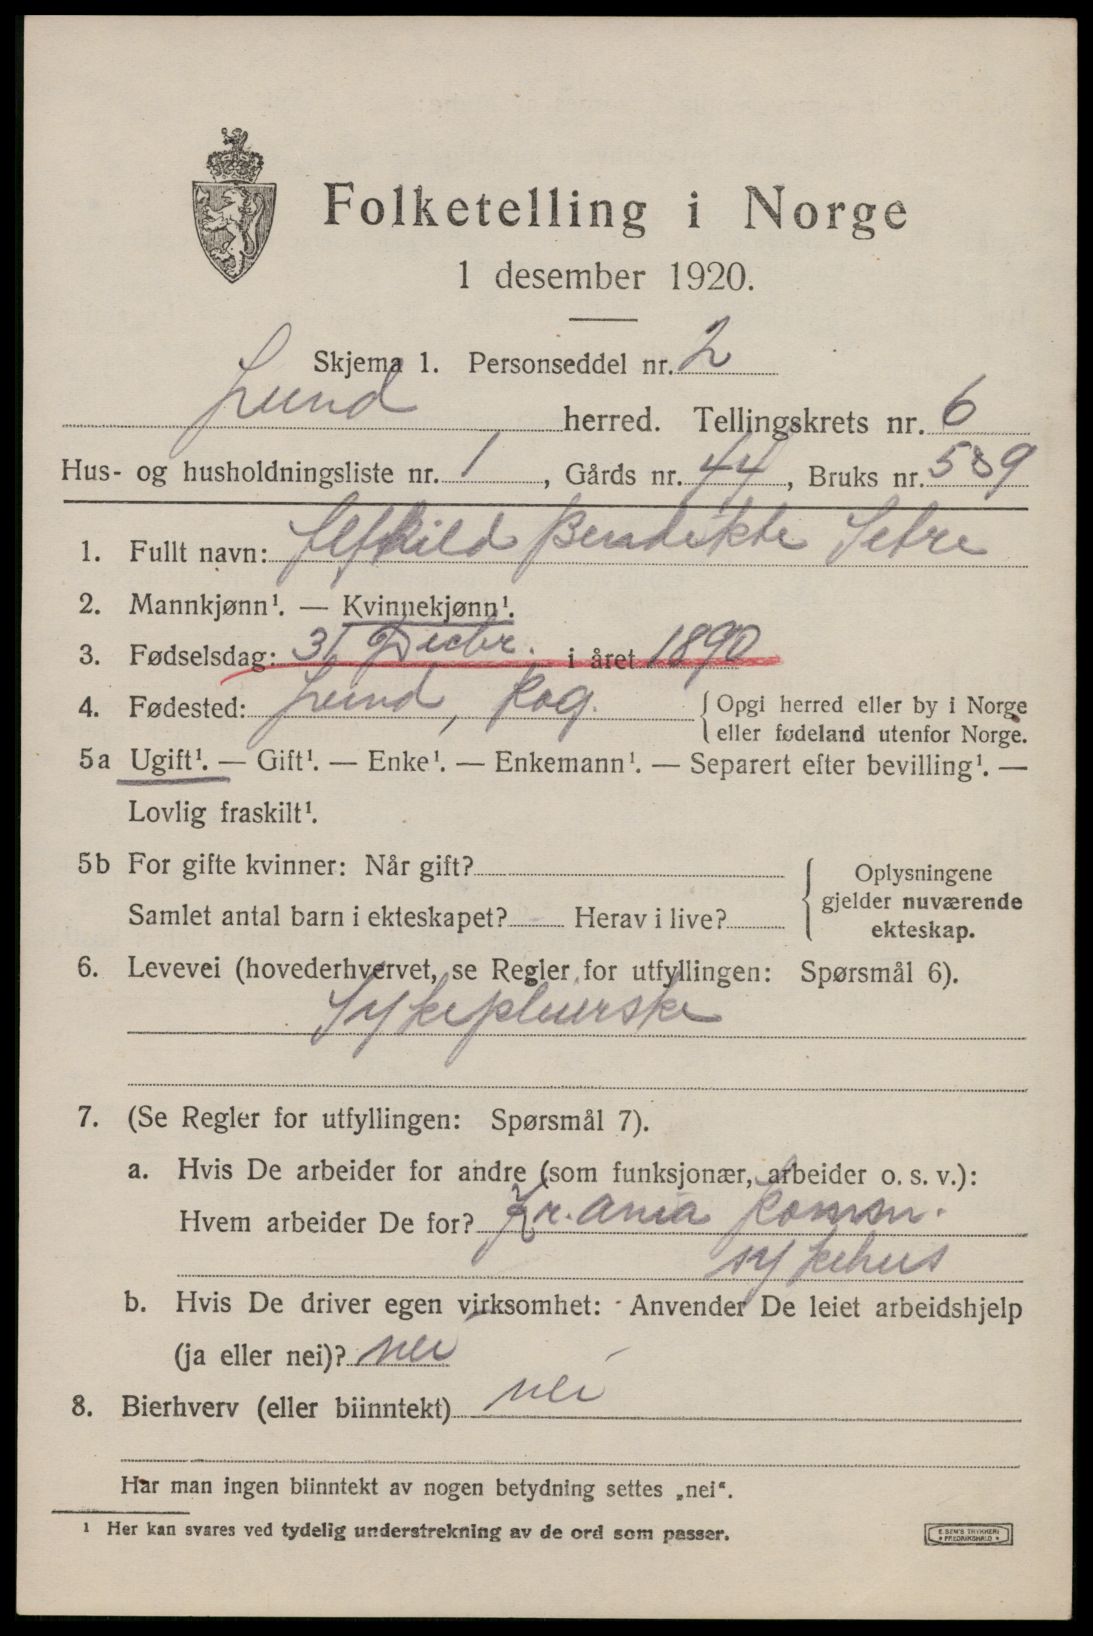 Folketelling i Norge
1 desember 1920.
Skjema 1. Personseddel nr. 2
Lund herred. Tellingskrets nr. 6
Hus- og husholdningsliste nr. 1, Gårds nr. 44, Bruks nr. 539
1. Fullt navn: Alfhild Bendikte Setre
2. Mannkjønn¹. — Kvinnekjønn¹.
3. Fødselsdag: 31 Decbr. i året 1890
4. Fødested: Lund, Rog. {Opgi herred eller by i Norge
eller fødeland utenfor Norge.
5a Ugift¹. — Gift¹. — Enke¹. — Enkemann¹. — Separert efter bevilling¹. —
Lovlig fraskilt¹.
5b For gifte kvinner: Når gift?
Samlet antal barn i ekteskapet? Herav i live?
Oplysningene
gjelder nuværende
ekteskap.
6. Levevei (hovederhvervet, se Regler for utfyllingen: Spørsmål 6).
Sykepleierske
7. (Se Regler for utfyllingen: Spørsmål 7).
a. Hvis De arbeider for andre (som funksjonær, arbeider o. s. v.):
Hvem arbeider De for? Kr. ania Komm.
sykehus
b. Hvis De driver egen virksomhet: Anvender De leiet arbeidshjelp
(ja eller nei)? nei
8. Bierhverv (eller biinntekt) nei
Har man ingen biinntekt av nogen betydning settes „nei“.
¹ Her kan svares ved tydelig understrekning av de ord som passer.
E. SEM'S TRYKKERI
* FREDRIKSHALD *